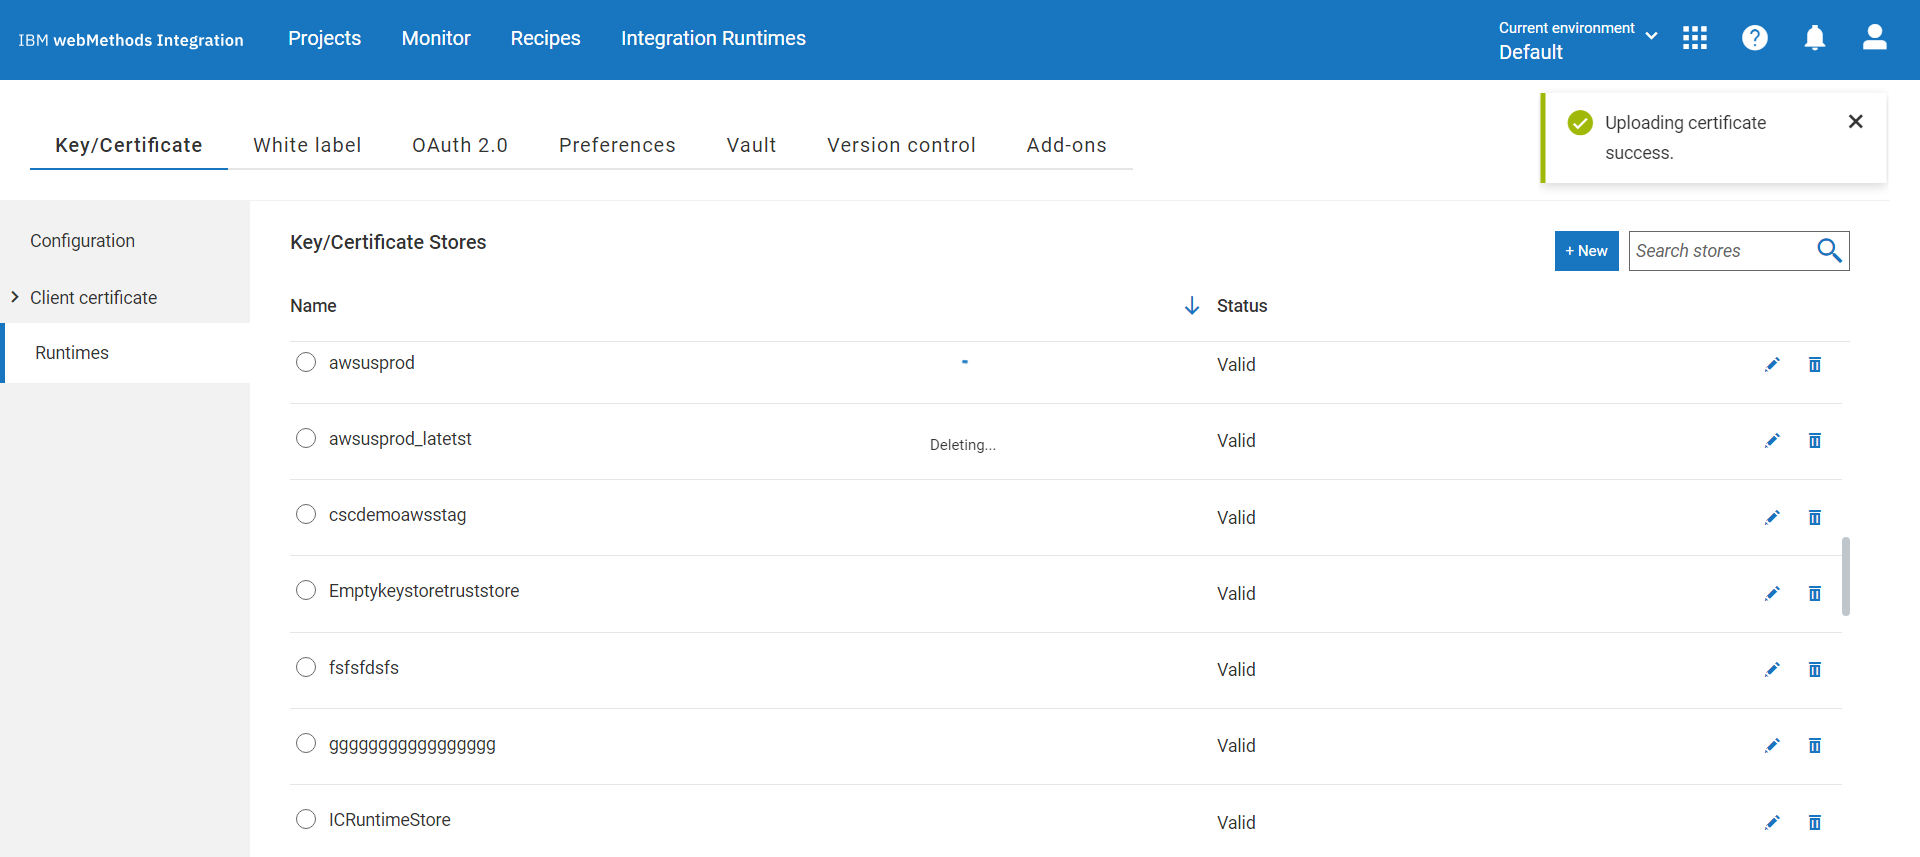 IBM webMethods Integration
Projects
Monitor
Recipes
Integration Runtimes
Current environment
Default
Key/Certificate
White label
OAuth 2.0
Preferences
Vault
Version control
Add-ons
Uploading certificate
success.
Configuration
Client certificate
Runtimes
Key/Certificate Stores
+ New
Search stores
Name
Status
awsusprod
Valid
awsusprod_latetst
Deleting...
Valid
cscdemoawsstag
Valid
Emptykeystoretruststore
Valid
fsfsfdsfs
Valid
ggggggggggggggggg
Valid
ICRuntimeStore
Valid